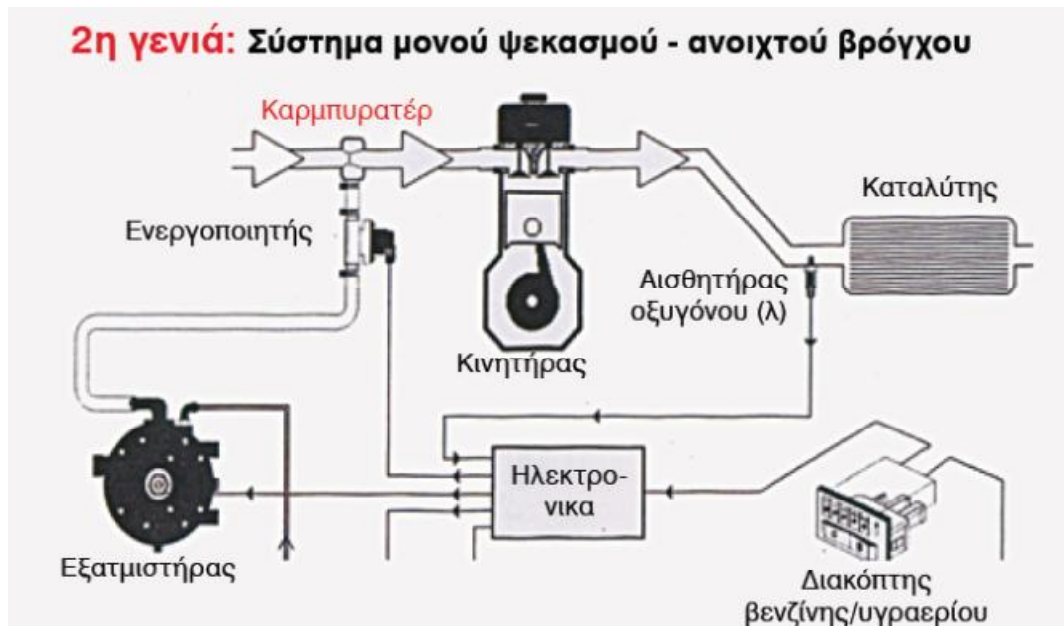 2η γενιά: Σύστημα μονού ψεκασμού - ανοιχτού βρόγχου
Καρμπυρατέρ
Καταλύτης
Ενεργοποιητής
Αισθητήρας
οξυγόνου (λ)
Κινητήρας
Ηλεκτρο-
νικα
Εξατμιστήρας
Διακόπτης
βενζίνης/υγραερίου